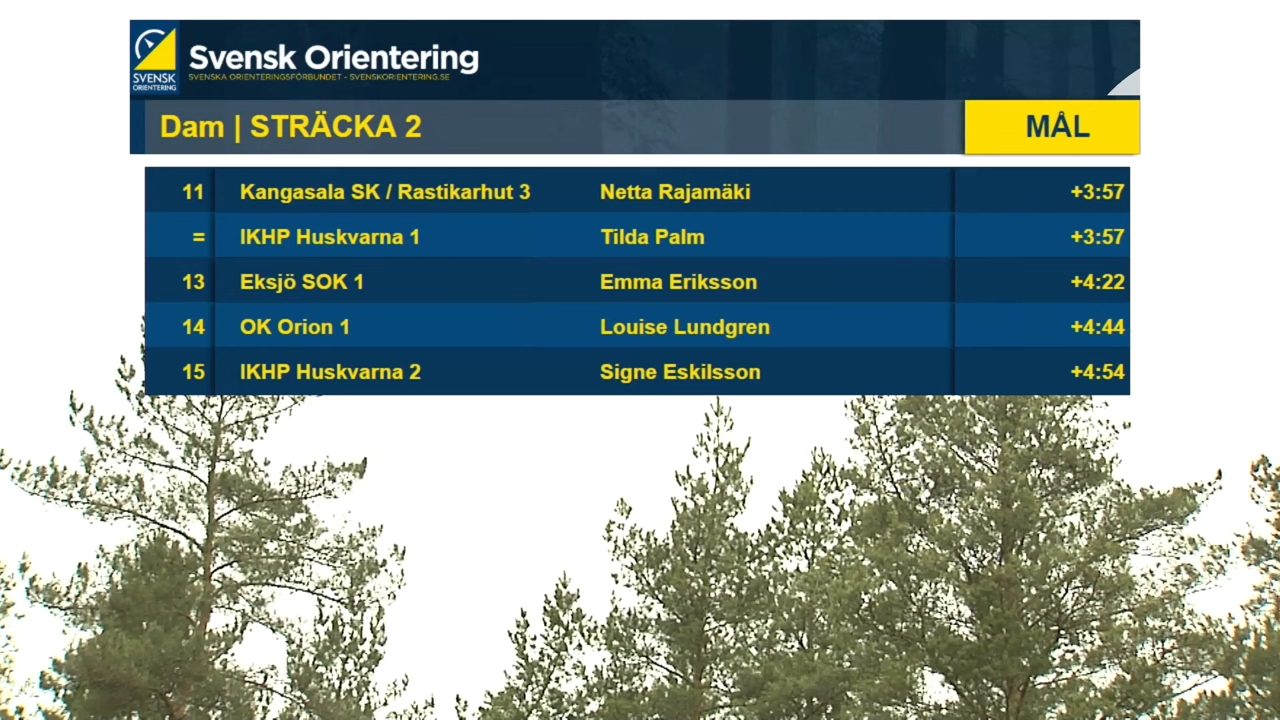 Svensk Orientering
SVENSKA ORIENTERINGSFÖRBUNDET - SVENSKORIENTERING.SE
SVENSK
ORIENTERING
Dam | STRÄCKA 2 MÅL
11 Kangasala SK / Rastikarhut 3 Netta Rajamäki +3:57
= IKHP Huskvarna 1 Tilda Palm +3:57
13 Eksjö SOK 1 Emma Eriksson +4:22
14 OK Orion 1 Louise Lundgren +4:44
15 IKHP Huskvarna 2 Signe Eskilsson +4:54